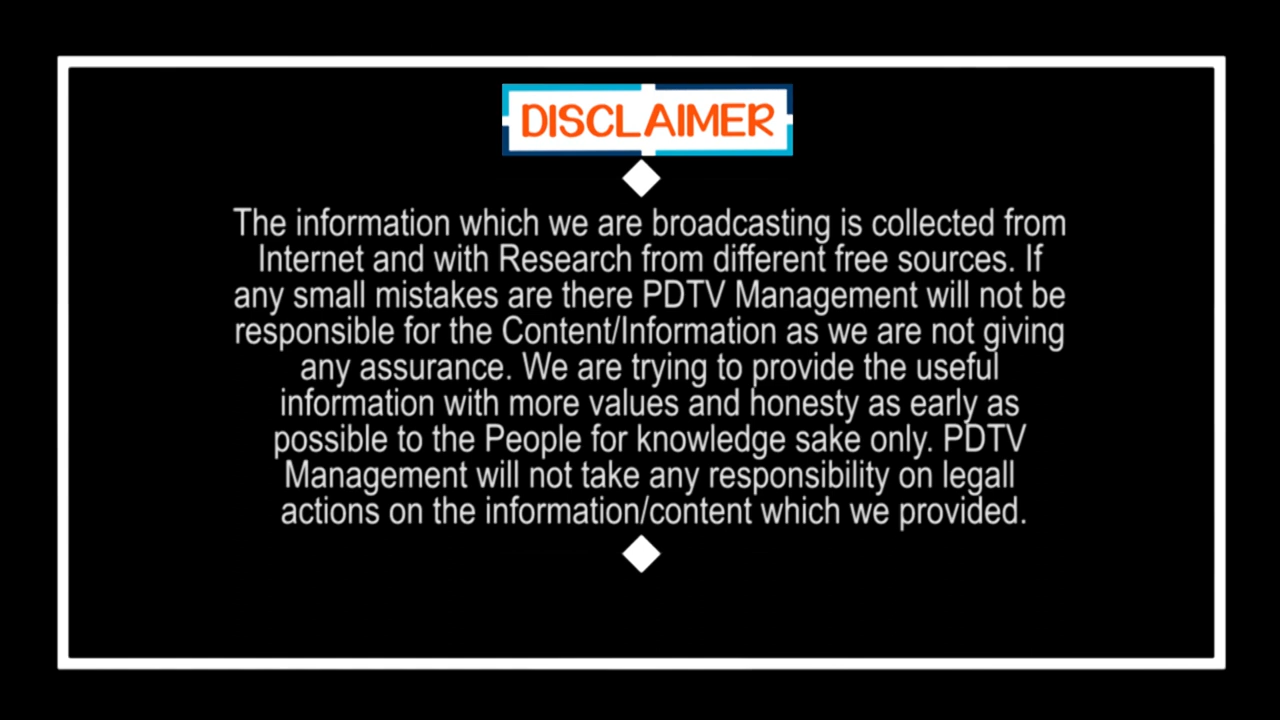 DISCLAIMER
The information which we are broadcasting is collected from
Internet and with Research from different free sources. If
any small mistakes are there PDTV Management will not be
responsible for the Content/Information as we are not giving
any assurance. We are trying to provide the useful
information with more values and honesty as early as
possible to the People for knowledge sake only. PDTV
Management will not take any responsibility on legall
actions on the information/content which we provided.